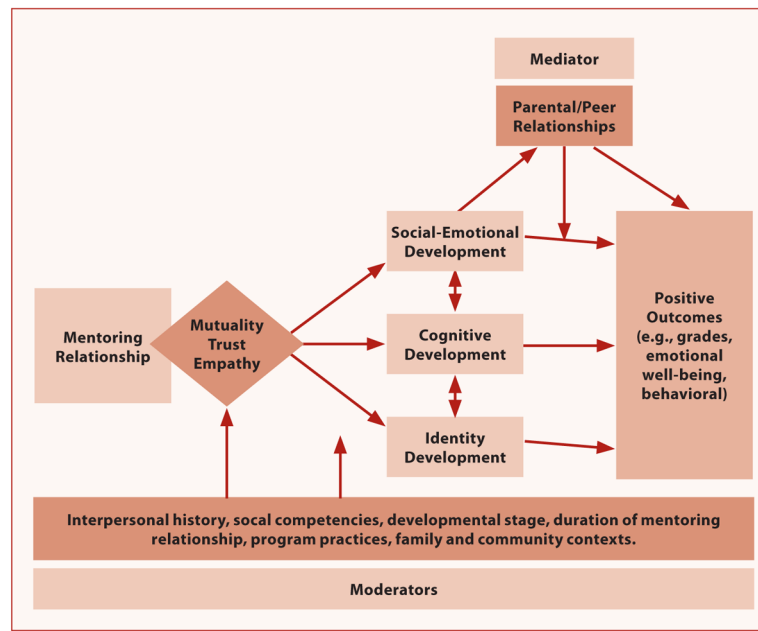 Mediator
Parental/Peer
Relationships
Social-Emotional
Development
Mentoring
Relationship
Mutuality
Trust
Empathy
Cognitive
Development
Identity
Development
Positive
Outcomes
(e.g., grades,
emotional
well-being,
behavioral)
Interpersonal history, socal competencies, developmental stage, duration of mentoring
relationship, program practices, family and community contexts.
Moderators